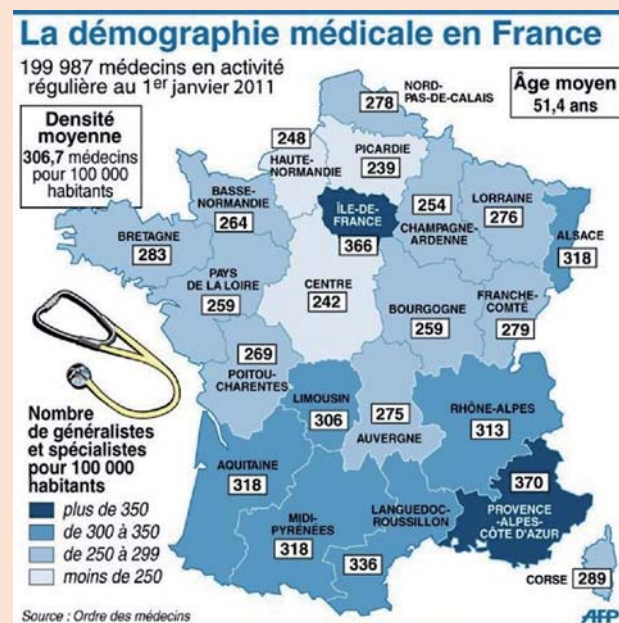 La démographie médicale en France
199 987 médecins en activité
régulière au 1er janvier 2011
Âge moyen
51,4 ans
Densité
moyenne
306,7 médecins
pour 100 000
habitants
NORD-
PAS-DE-CALAIS
278
248
HAUTE-
NORMANDIE
PICARDIE
239
BASSE-
NORMANDIE
264
ÎLE-DE-
FRANCE
366
254
CHAMPAGNE-
ARDENNE
LORRAINE
276
ALSACE
318
BRETAGNE
283
PAYS
DE LA LOIRE
259
CENTRE
242
BOURGOGNE
259
FRANCHE-
COMTÉ
279
269
POITOU-
CHARENTES
LIMOUSIN
306
275
AUVERGNE
RHÔNE-ALPES
313
AQUITAINE
318
MIDI-
PYRÉNÉES
318
LANGUEDOC-
ROUSSILLON
336
370
PROVENCE
-ALPES-
CÔTE D'AZUR
CORSE
289
Nombre
de généralistes
et spécialistes
pour 100 000
habitants
plus de 350
de 300 à 350
de 250 à 299
moins de 250
Source : Ordre des médecins
AFP